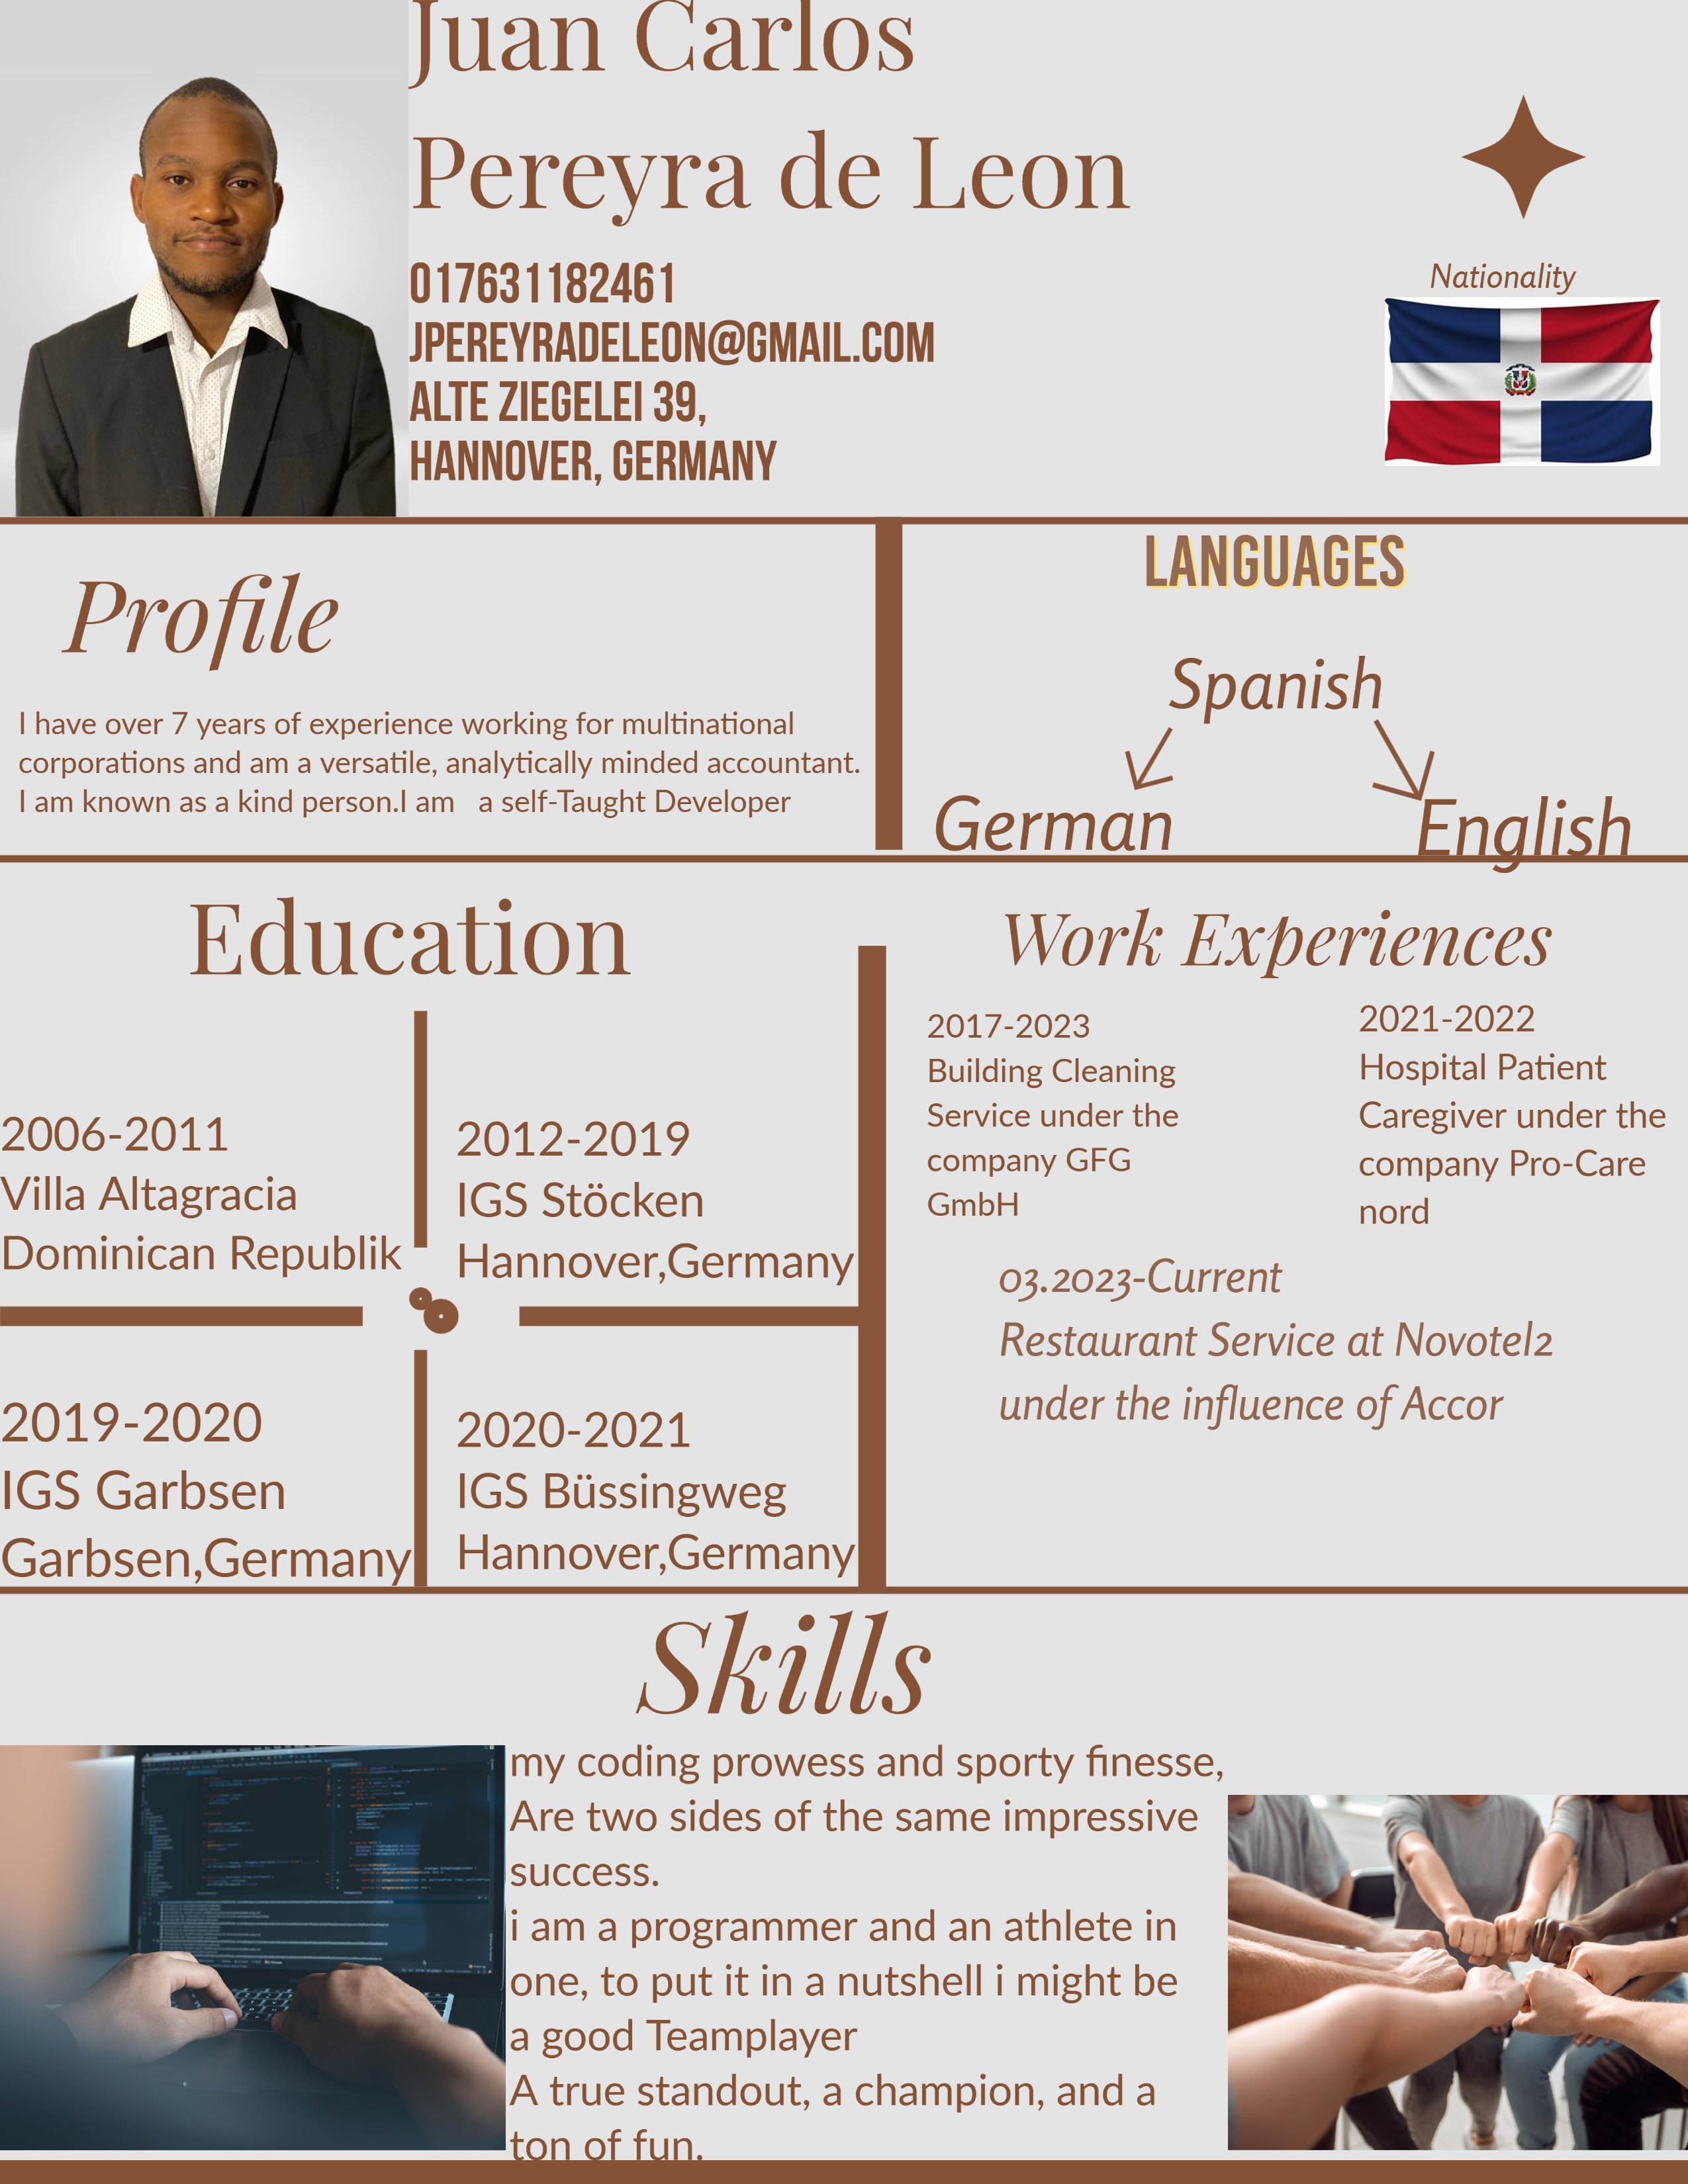 Juan Carlos
Pereyra de Leon
017631182461
JPEREYRADELEON@GMAIL.COM
ALTE ZIEGELEI 39,
HANNOVER, GERMANY
Nationality
Profile
I have over 7 years of experience working for multinational
corporations and am a versatile, analytically minded accountant.
I am known as a kind person.I am   a self-Taught Developer
LANGUAGES
Spanish
German
English
Education
2006-2011
Villa Altagracia
Dominican Republik
2012-2019
IGS Stöcken
Hannover,Germany
2019-2020
IGS Garbsen
Garbsen,Germany
2020-2021
IGS Büssingweg
Hannover,Germany
Work Experiences
2017-2023
Building Cleaning
Service under the
company GFG
GmbH
2021-2022
Hospital Patient
Caregiver under the
company Pro-Care
nord
03.2023-Current
Restaurant Service at Novotel2
under the influence of Accor
Skills
my coding prowess and sporty finesse,
Are two sides of the same impressive
success.
i am a programmer and an athlete in
one, to put it in a nutshell i might be
a good Teamplayer
A true standout, a champion, and a
ton of fun.